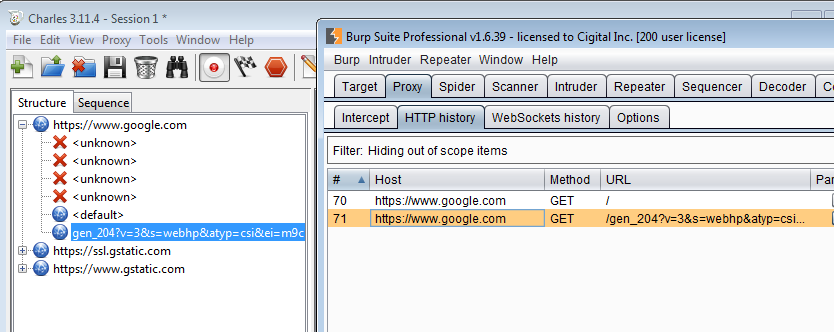 Charles 3.11.4 - Session 1 *
File Edit View Proxy Tools Window Help
Structure Sequence
https://www.google.com
<unknown>
<unknown>
<unknown>
<unknown>
<default>
gen_204?v=3&s=webhp&atyp=csi&ei=m9c
https://ssl.gstatic.com
https://www.gstatic.com
Burp Suite Professional v1.6.39 - licensed to Cigital Inc. [200 user license]
Burp Intruder Repeater Window Help
Target Proxy Spider Scanner Intruder Repeater Sequencer Decoder
Intercept HTTP history WebSockets history Options
Filter: Hiding out of scope items
# Host Method URL
70 https://www.google.com GET /
71 https://www.google.com GET /gen_204?v=3&s=webhp&atyp=csi...